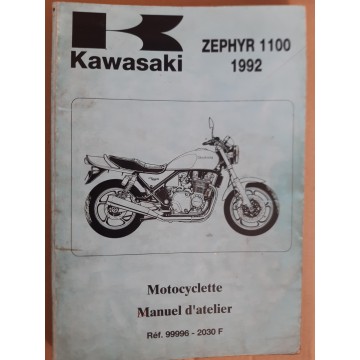 Kawasaki
ZEPHYR 1100
1992
Motocyclette
Manuel d'atelier
Réf. 99996 - 2030 F